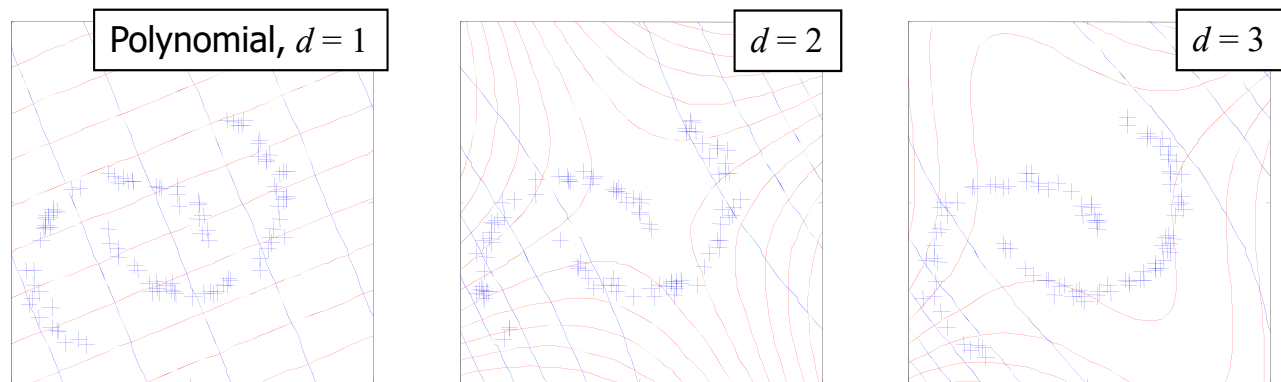 Polynomial, d = 1
d = 2
d = 3